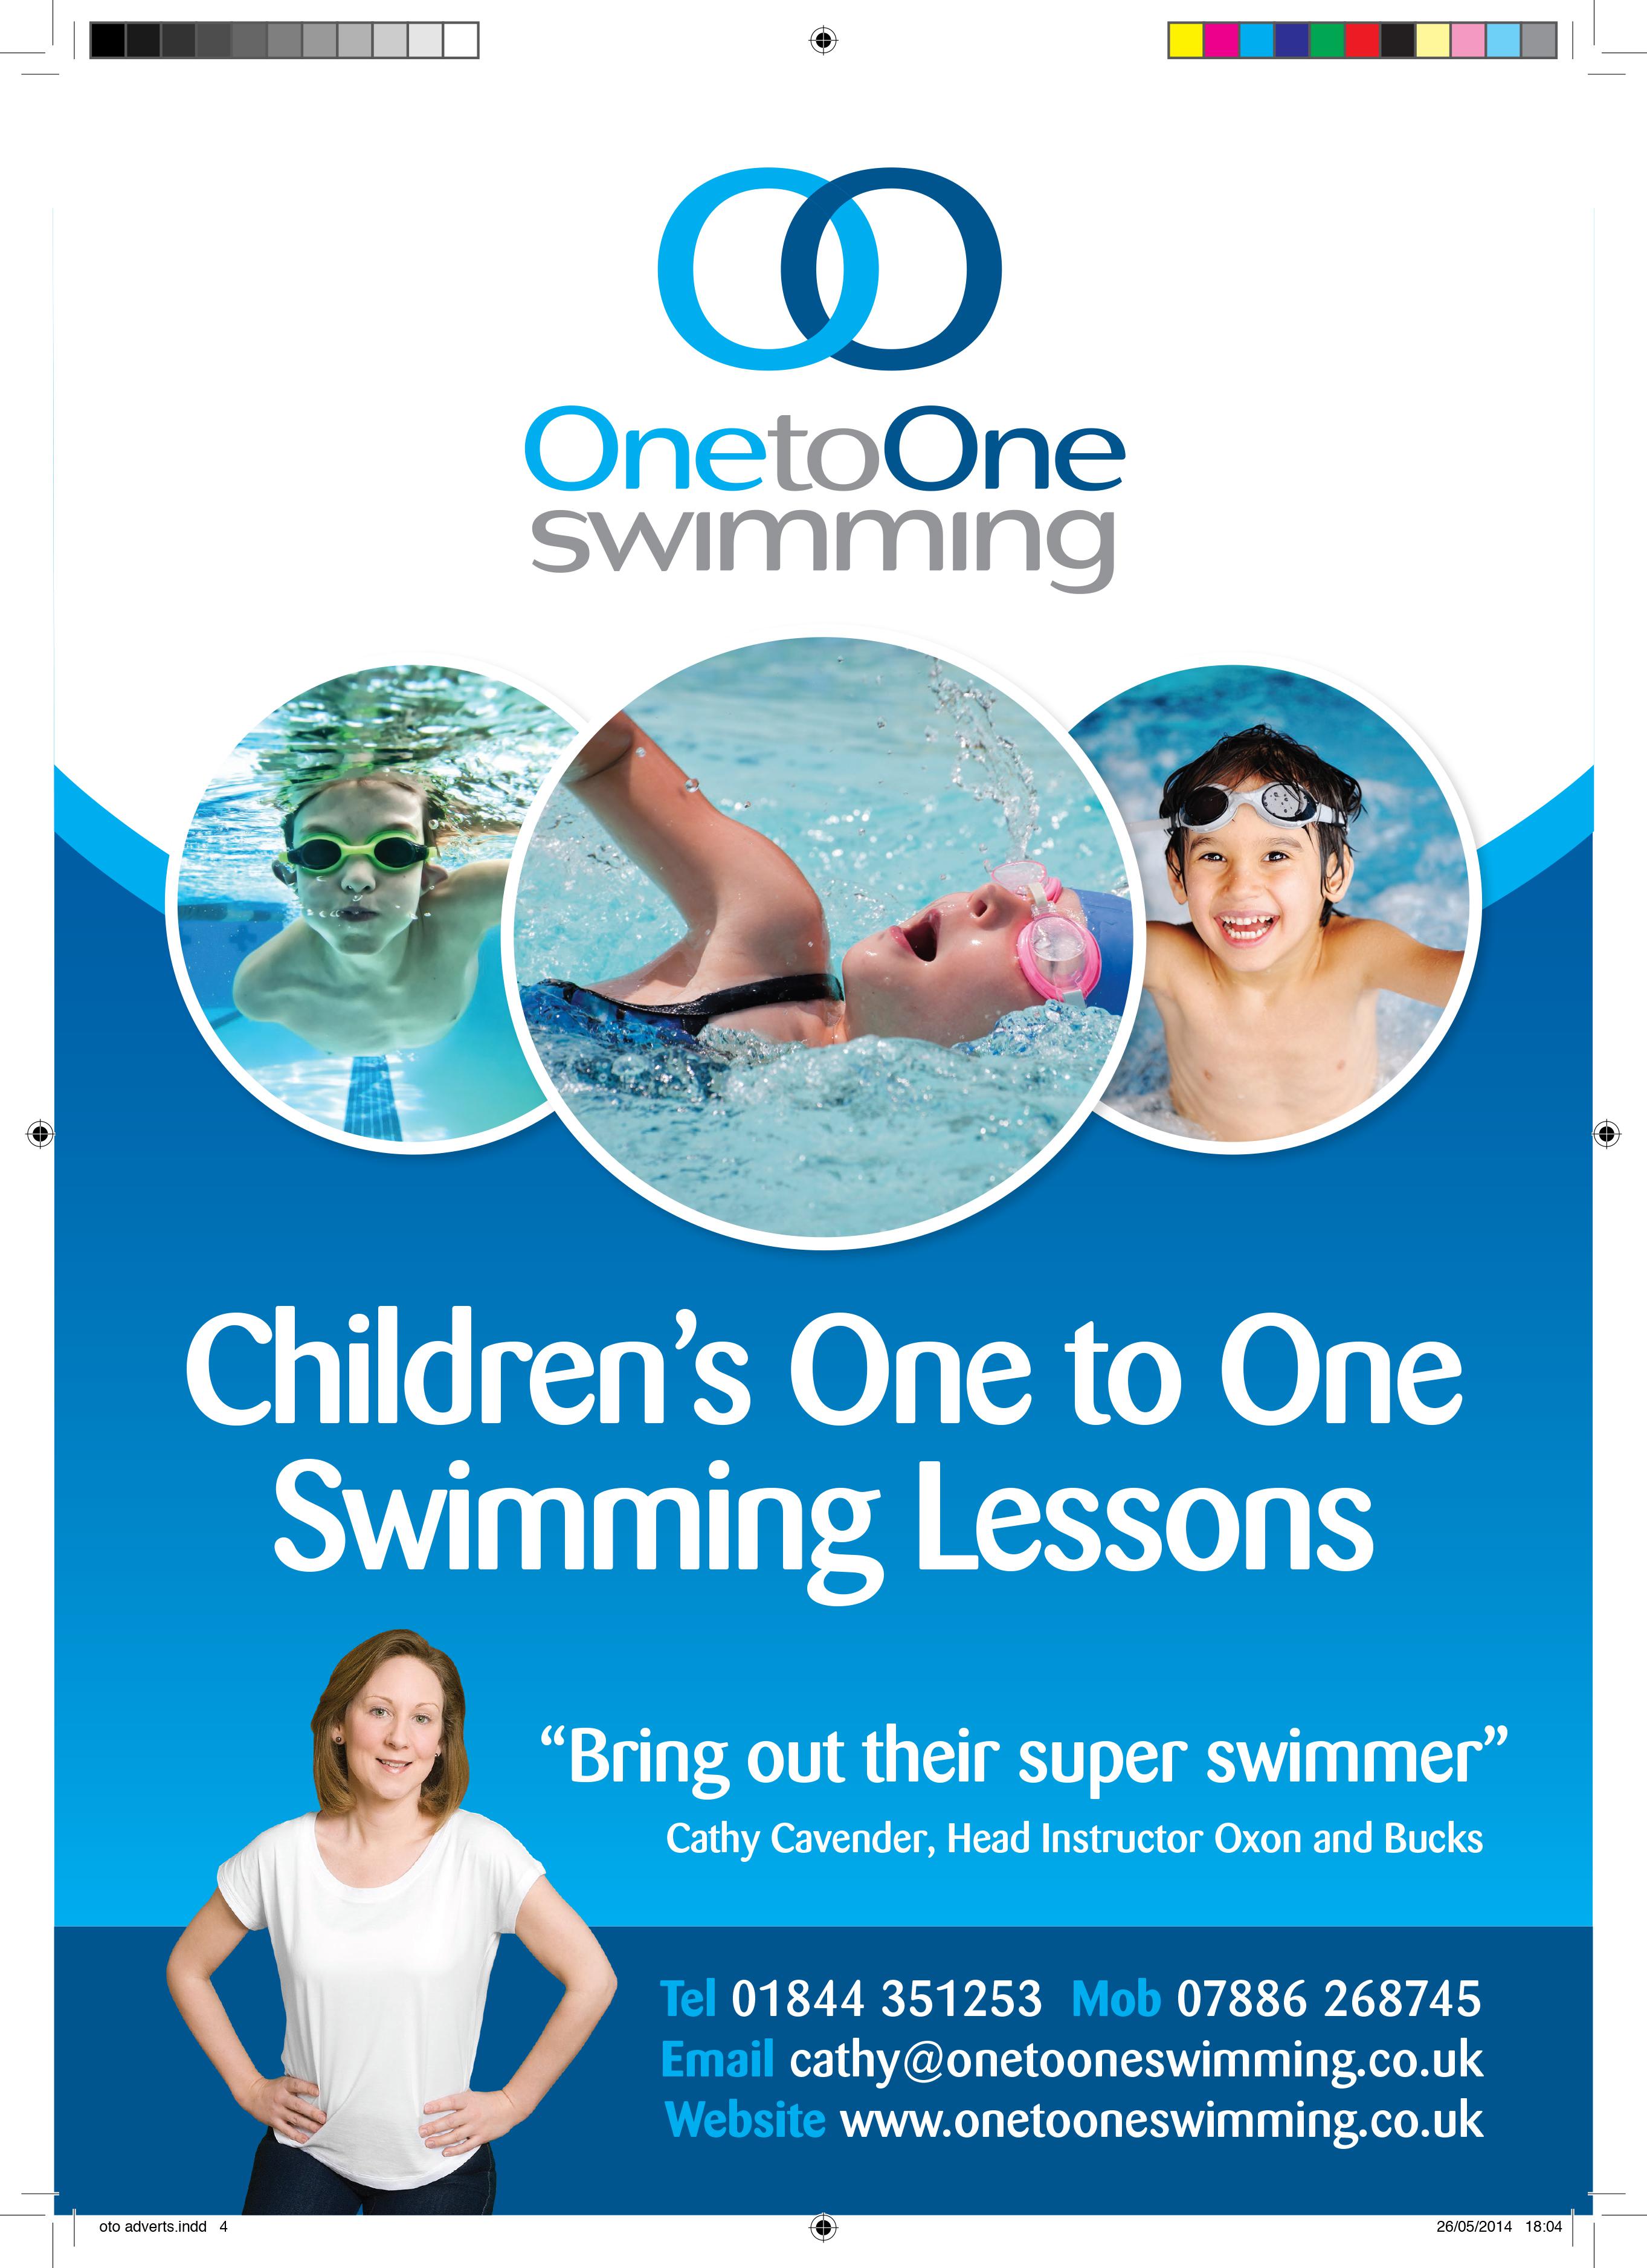 OnetoOne
swimming
Children’s One to One
Swimming Lessons
“Bring out their super swimmer”
Cathy Cavender, Head Instructor Oxon and Bucks
Tel 01844 351253 Mob 07886 268745
Email cathy@onetooneswimming.co.uk
Website www.onetooneswimming.co.uk
oto adverts.indd 4 26/05/2014 18:04